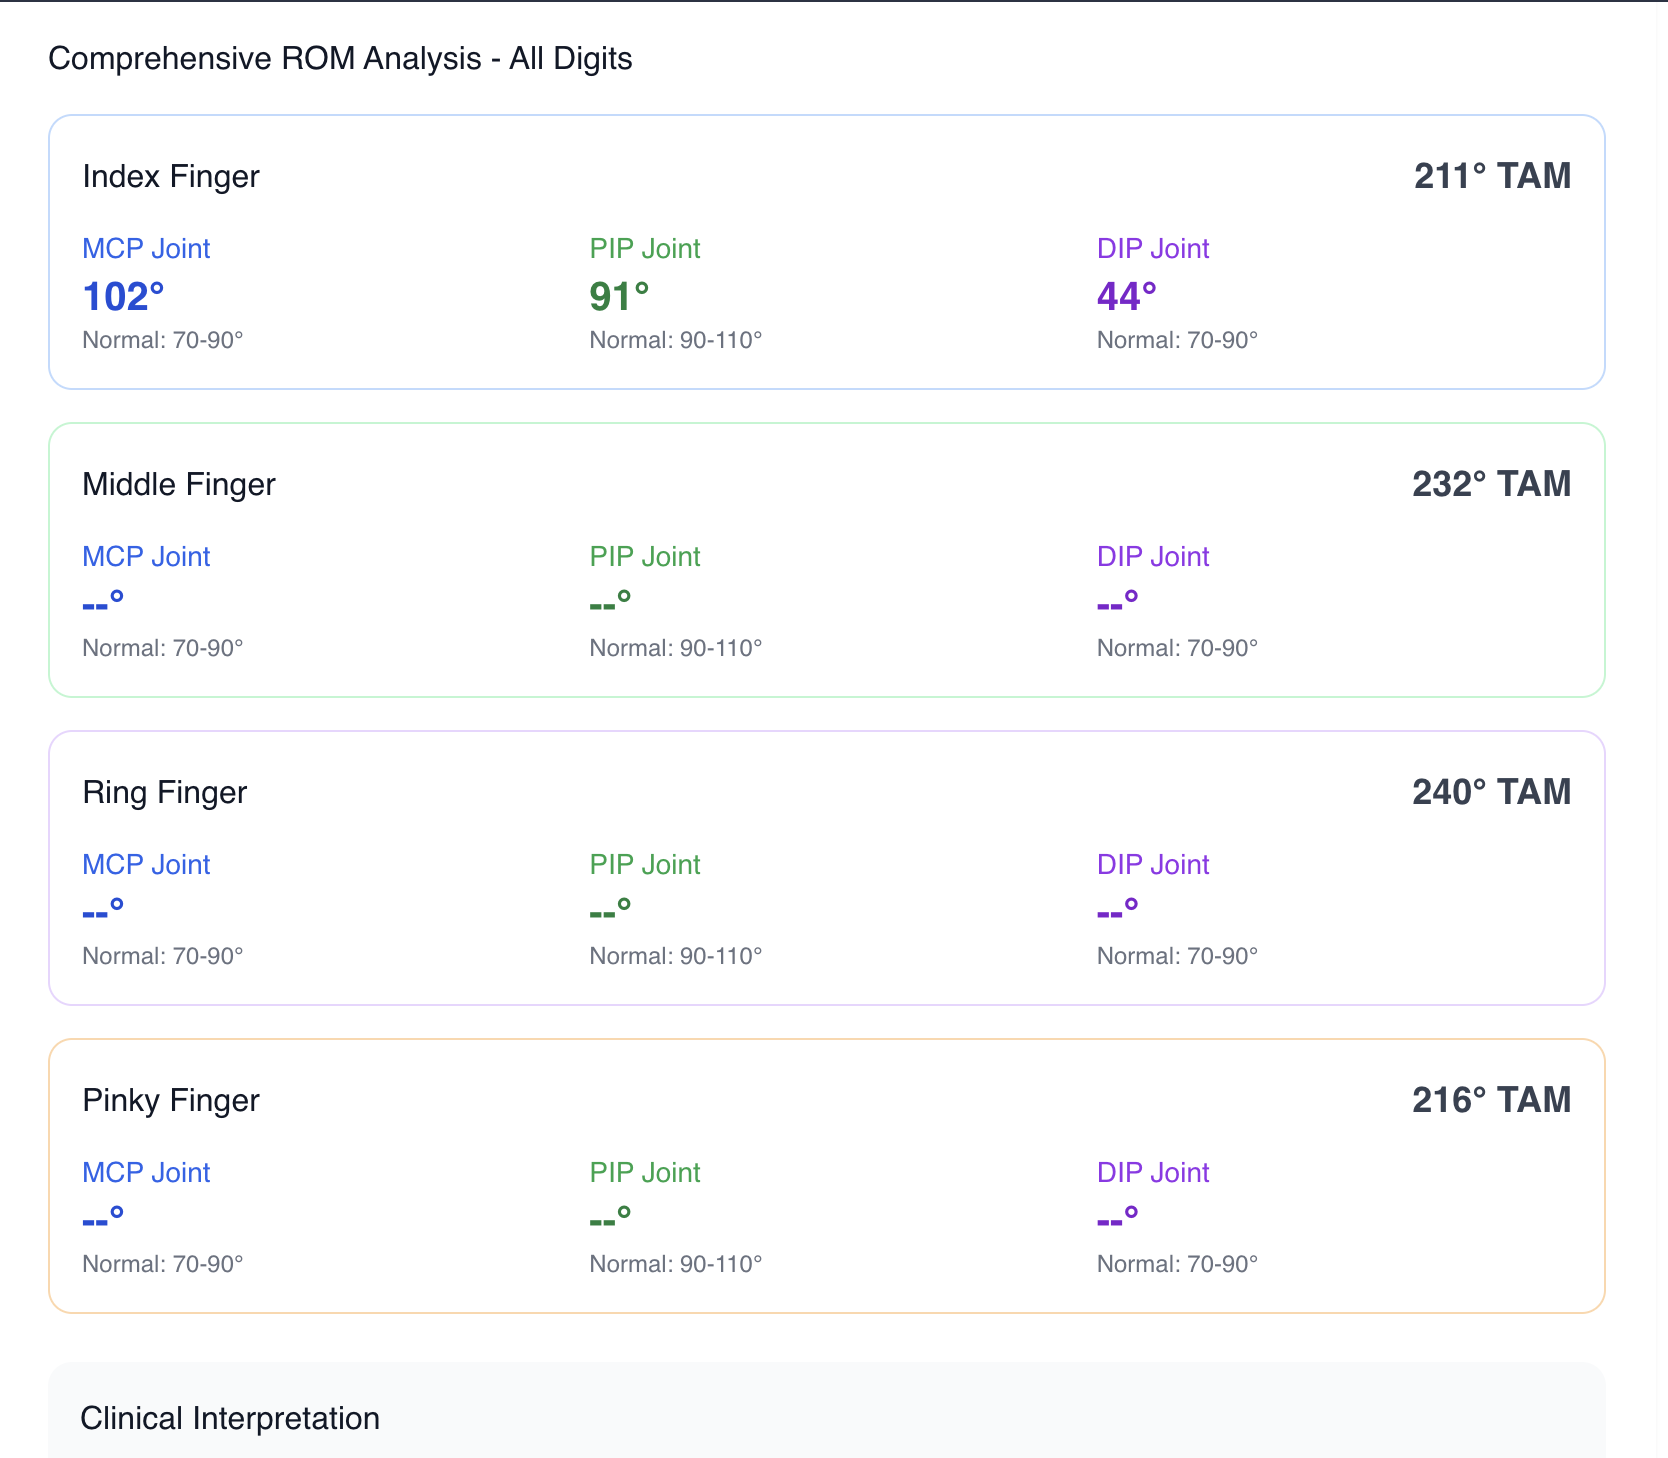 Comprehensive ROM Analysis - All Digits
Index Finger 211° TAM
MCP Joint PIP Joint DIP Joint
102° 91° 44°
Normal: 70-90° Normal: 90-110° Normal: 70-90°
Middle Finger 232° TAM
MCP Joint PIP Joint DIP Joint
--° --° --°
Normal: 70-90° Normal: 90-110° Normal: 70-90°
Ring Finger 240° TAM
MCP Joint PIP Joint DIP Joint
--° --° --°
Normal: 70-90° Normal: 90-110° Normal: 70-90°
Pinky Finger 216° TAM
MCP Joint PIP Joint DIP Joint
--° --° --°
Normal: 70-90° Normal: 90-110° Normal: 70-90°
Clinical Interpretation